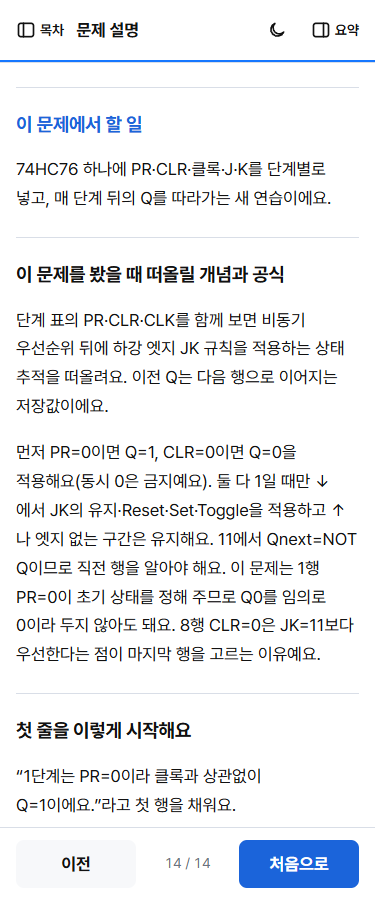 목차 문제 설명 요약
이 문제에서 할 일
74HC76 하나에 PR·CLR·클록·J·K를 단계별로
넣고, 매 단계 뒤의 Q를 따라가는 새 연습이에요.
이 문제를 봤을 때 떠올릴 개념과 공식
단계 표의 PR·CLR·CLK를 함께 보면 비동기
우선순위 뒤에 하강 엣지 JK 규칙을 적용하는 상태
추적을 떠올려요. 이전 Q는 다음 행으로 이어지는
저장값이에요.
먼저 PR=0이면 Q=1, CLR=0이면 Q=0을
적용해요(동시 0은 금지예요). 둘 다 1일 때만 ↓
에서 JK의 유지·Reset·Set·Toggle을 적용하고 ↑
나 엣지 없는 구간은 유지해요. 11에서 Qnext=NOT
Q이므로 직전 행을 알아야 해요. 이 문제는 1행
PR=0이 초기 상태를 정해 주므로 Q0를 임의로
0이라 두지 않아도 돼요. 8행 CLR=0은 JK=11보다
우선한다는 점이 마지막 행을 고르는 이유예요.
첫 줄을 이렇게 시작해요
“1단계는 PR=0이라 클록과 상관없이
Q=1이에요.”라고 첫 행을 채워요.
이전 14 / 14 처음으로